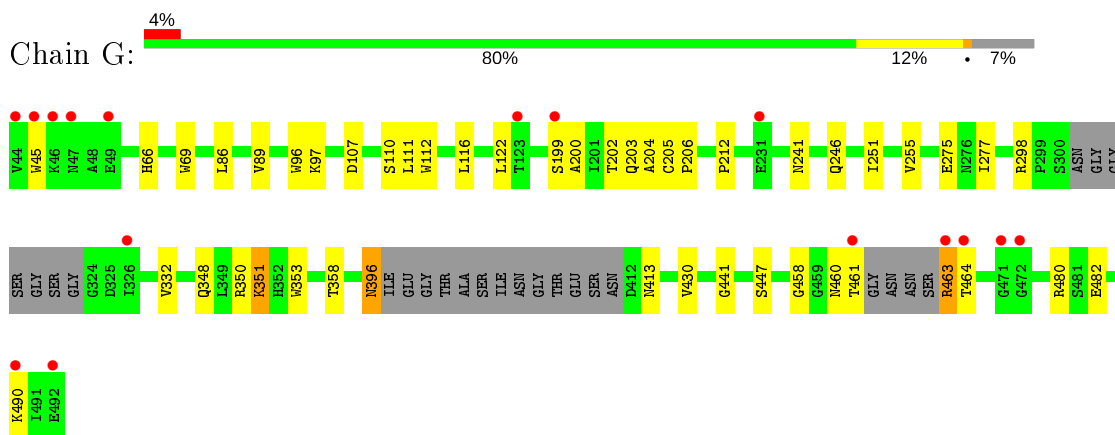 4%
Chain G:
80% 12% • 7%
V44 W45 K46 N47 A48 E49 H66 W69 L86 V89 W96 K97 D107 S110 L111 W112 L116 L122 T123 S199 A200 I201 T202 Q203 A204 C205 P206 P212 E231 N241 Q246 I251 V255 E275 N276 I277 R298 P299 S300 ASN GLY GLY
SER GLY SER GLY G324 D325 I326 V332 Q348 L349 R350 K351 H352 W353 T358 N396 ILE GLU GLY THR ALA SER ILE ASN GLY THR GLU SER ASN D412 N413 V430 G441 S447 G458 G459 N460 T461 GLY ASN ASN SER R463 T464 G471 G472 R480 S481 E482
K490 I491 E492